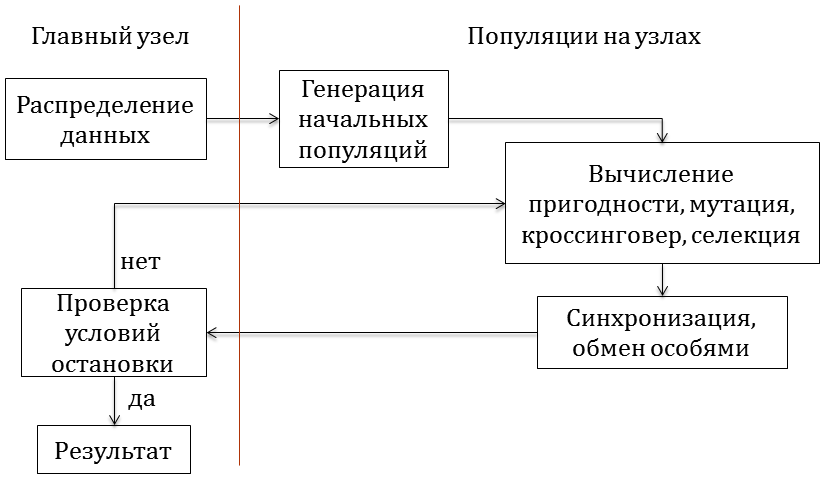 Главный узел
Популяции на узлах
Распределение
данных
Генерация
начальных
популяций
Вычисление
пригодности, мутация,
кроссинговер, селекция
нет
Проверка
условий
остановки
Синхронизация,
обмен особями
да
Результат